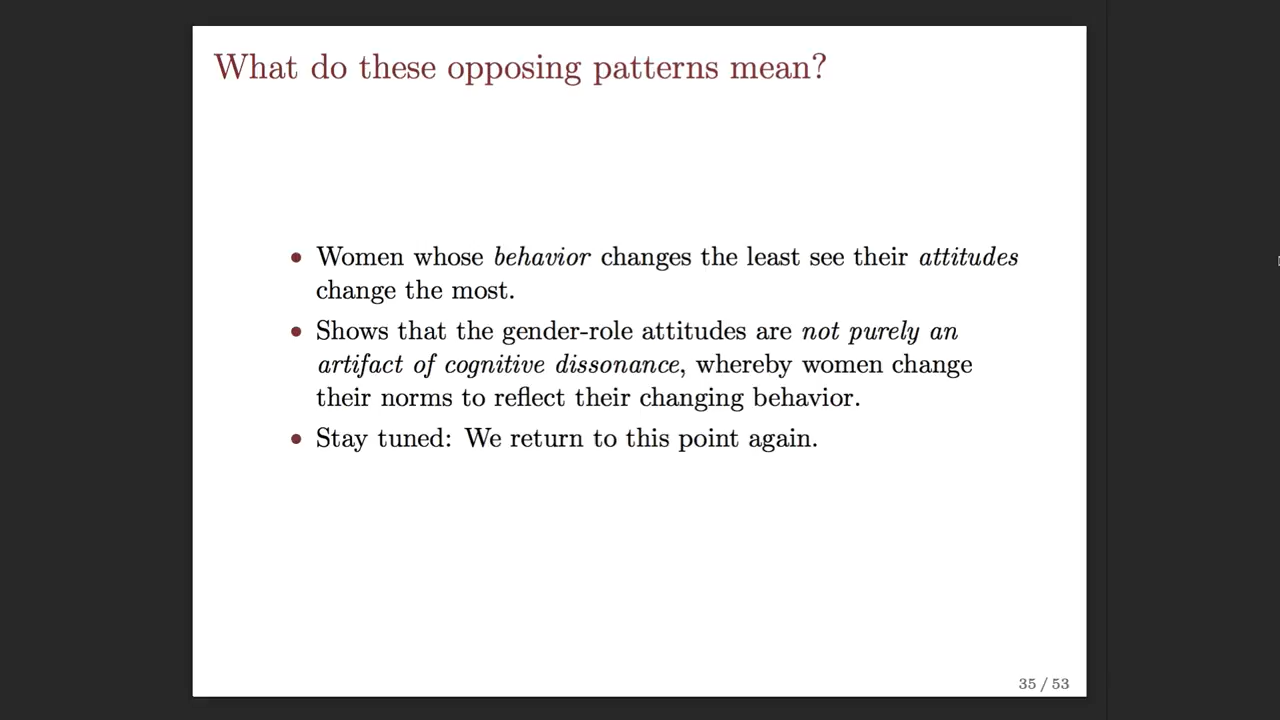 What do these opposing patterns mean?
• Women whose behavior changes the least see their attitudes
change the most.
• Shows that the gender-role attitudes are not purely an
artifact of cognitive dissonance, whereby women change
their norms to reflect their changing behavior.
• Stay tuned: We return to this point again.
35 / 53